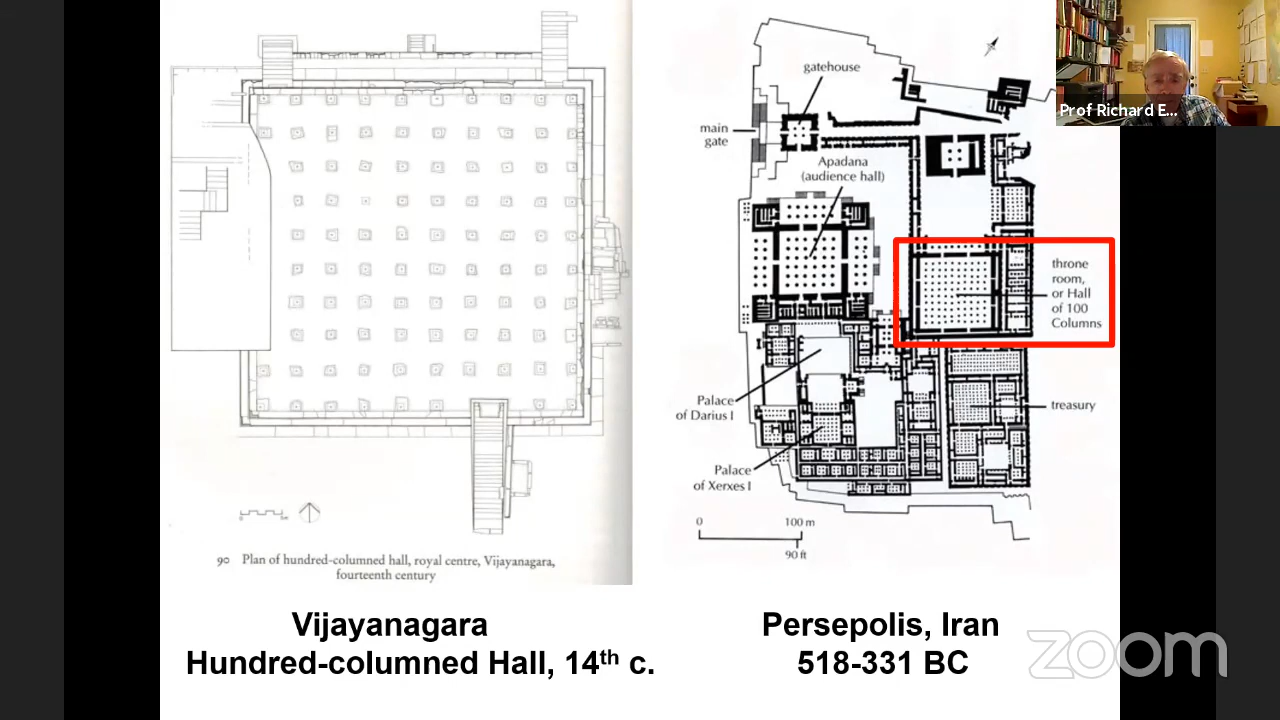 90 Plan of hundred-columned hall, royal centre, Vijayanagara,
fourteenth century
Vijayanagara
Hundred-columned Hall, 14th c.
gatehouse
main
gate
Apadana
(audience hall)
throne
room,
or Hall
of 100
Columns
Palace
of Darius I
treasury
Palace
of Xerxes I
0 100 m
90 ft
Persepolis, Iran
518-331 BC
Prof Richard E...
zoom